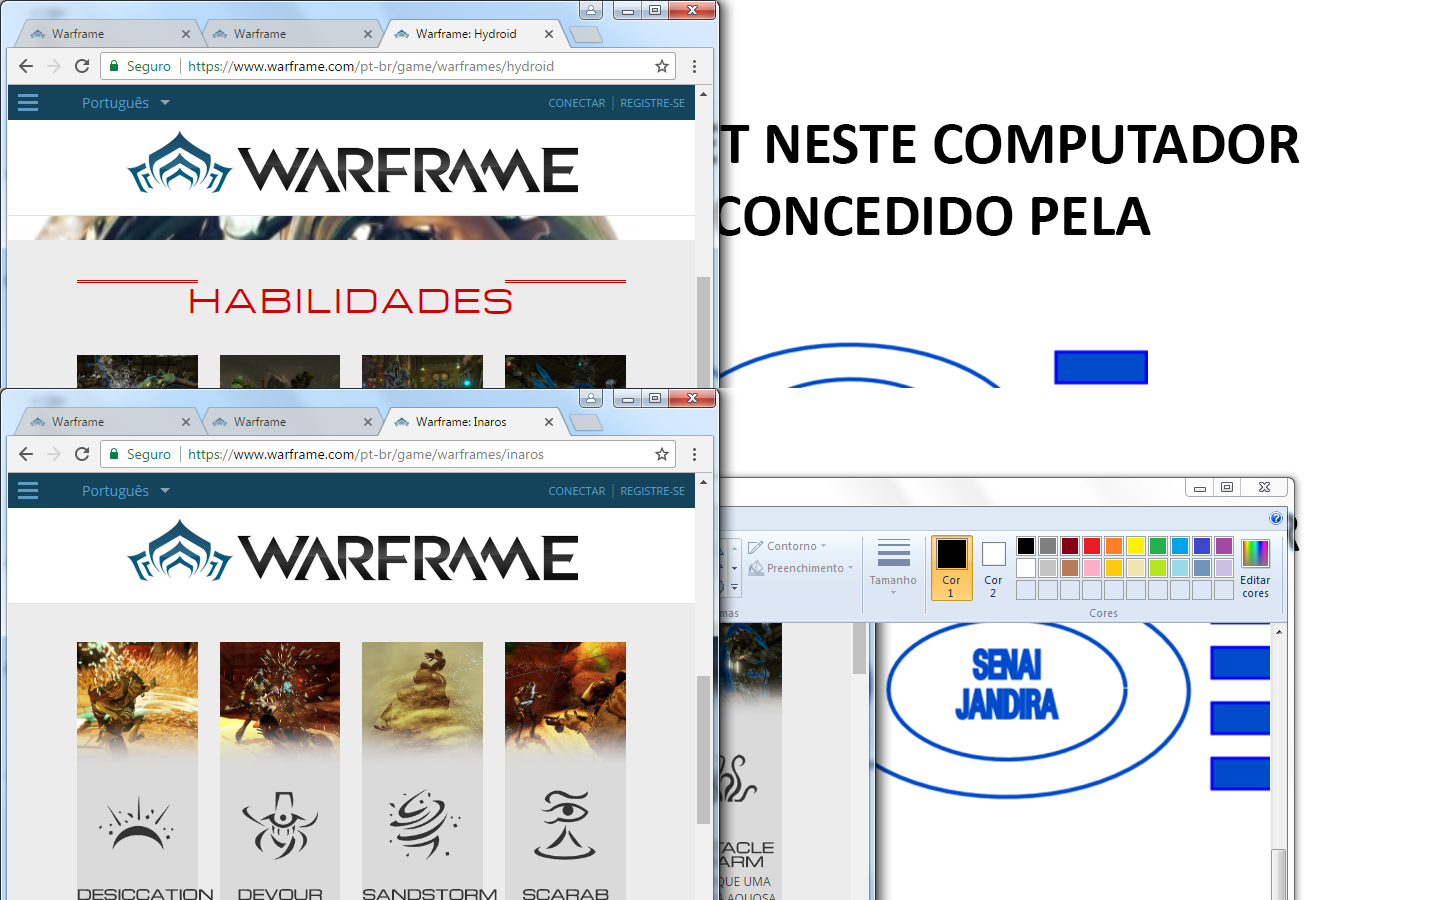 Warframe
Warframe
Warframe: Hydroid
Seguro
https://www.warframe.com/pt-br/game/warframes/hydroid
Português
CONECTAR
REGISTRE-SE
WARFRAME
T NESTE COMPUTADOR
CONCEDIDO PELA
HABILIDADES
Warframe
Warframe
Warframe: Inaros
Seguro
https://www.warframe.com/pt-br/game/warframes/inaros
Português
CONECTAR
REGISTRE-SE
WARFRAME
Contorno
Preenchimento
mas
Tamanho
Cor
1
Cor
2
Editar
cores
Cores
SENAI
JANDIRA
TACLE
ARM
QUE UMA
A AQUOSA
DESICCATION
DEVOUR
SANDSTORM
SCARAB